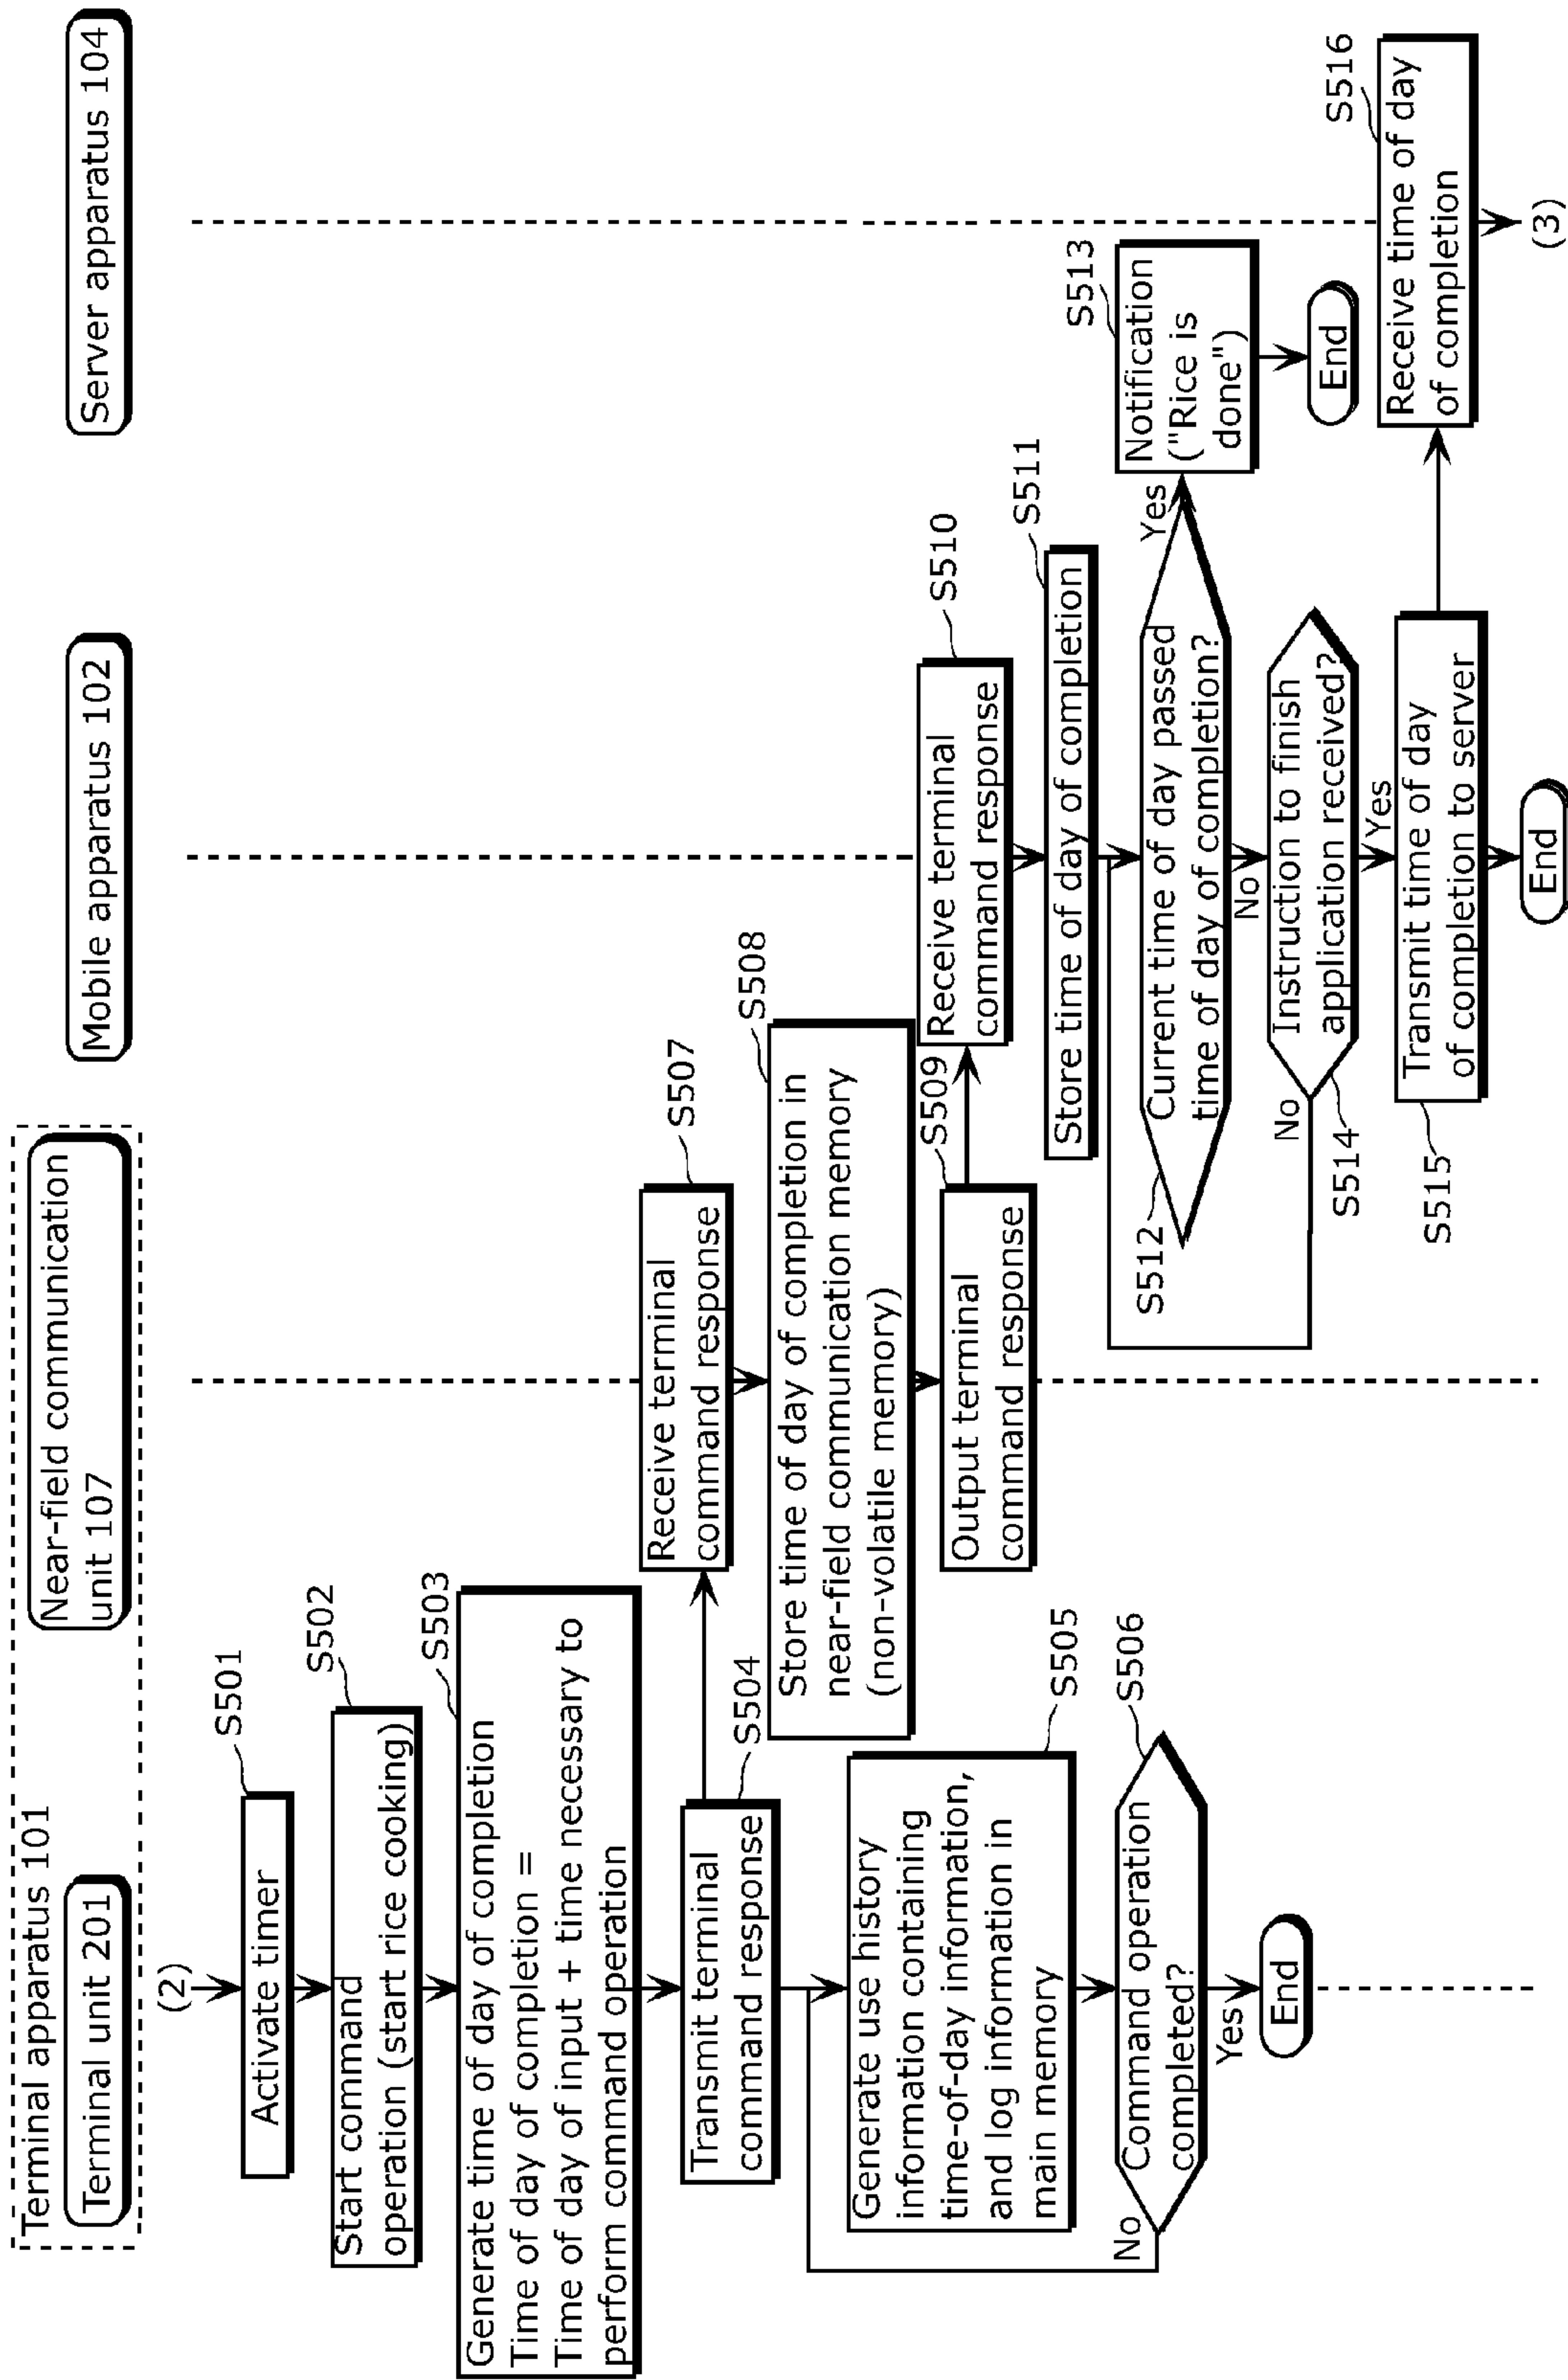 Terminal apparatus 101
Terminal unit 201
Near-field communication
unit 107
Mobile apparatus 102
Server apparatus 104
(2)
Activate timer
S501
Start command
operation (start rice cooking)
S502
Generate time of day of completion
Time of day of completion =
Time of day of input + time necessary to
perform command operation
S503
Transmit terminal
command response
S504
Generate use history
information containing
time-of-day information,
and log information in
main memory
S505
Command operation
completed?
S506
No
Yes
End
Receive terminal
command response
S507
Store time of day of completion in
near-field communication memory
(non-volatile memory)
S508
Output terminal
command response
S509
Receive terminal
command response
S510
Store time of day of completion
S511
Current time of day passed
time of day of completion?
S512
Yes
No
Notification
("Rice is
done")
S513
End
Instruction to finish
application received?
S514
No
Yes
Transmit time of day
of completion to server
S515
End
Receive time of day
of completion
S516
(3)